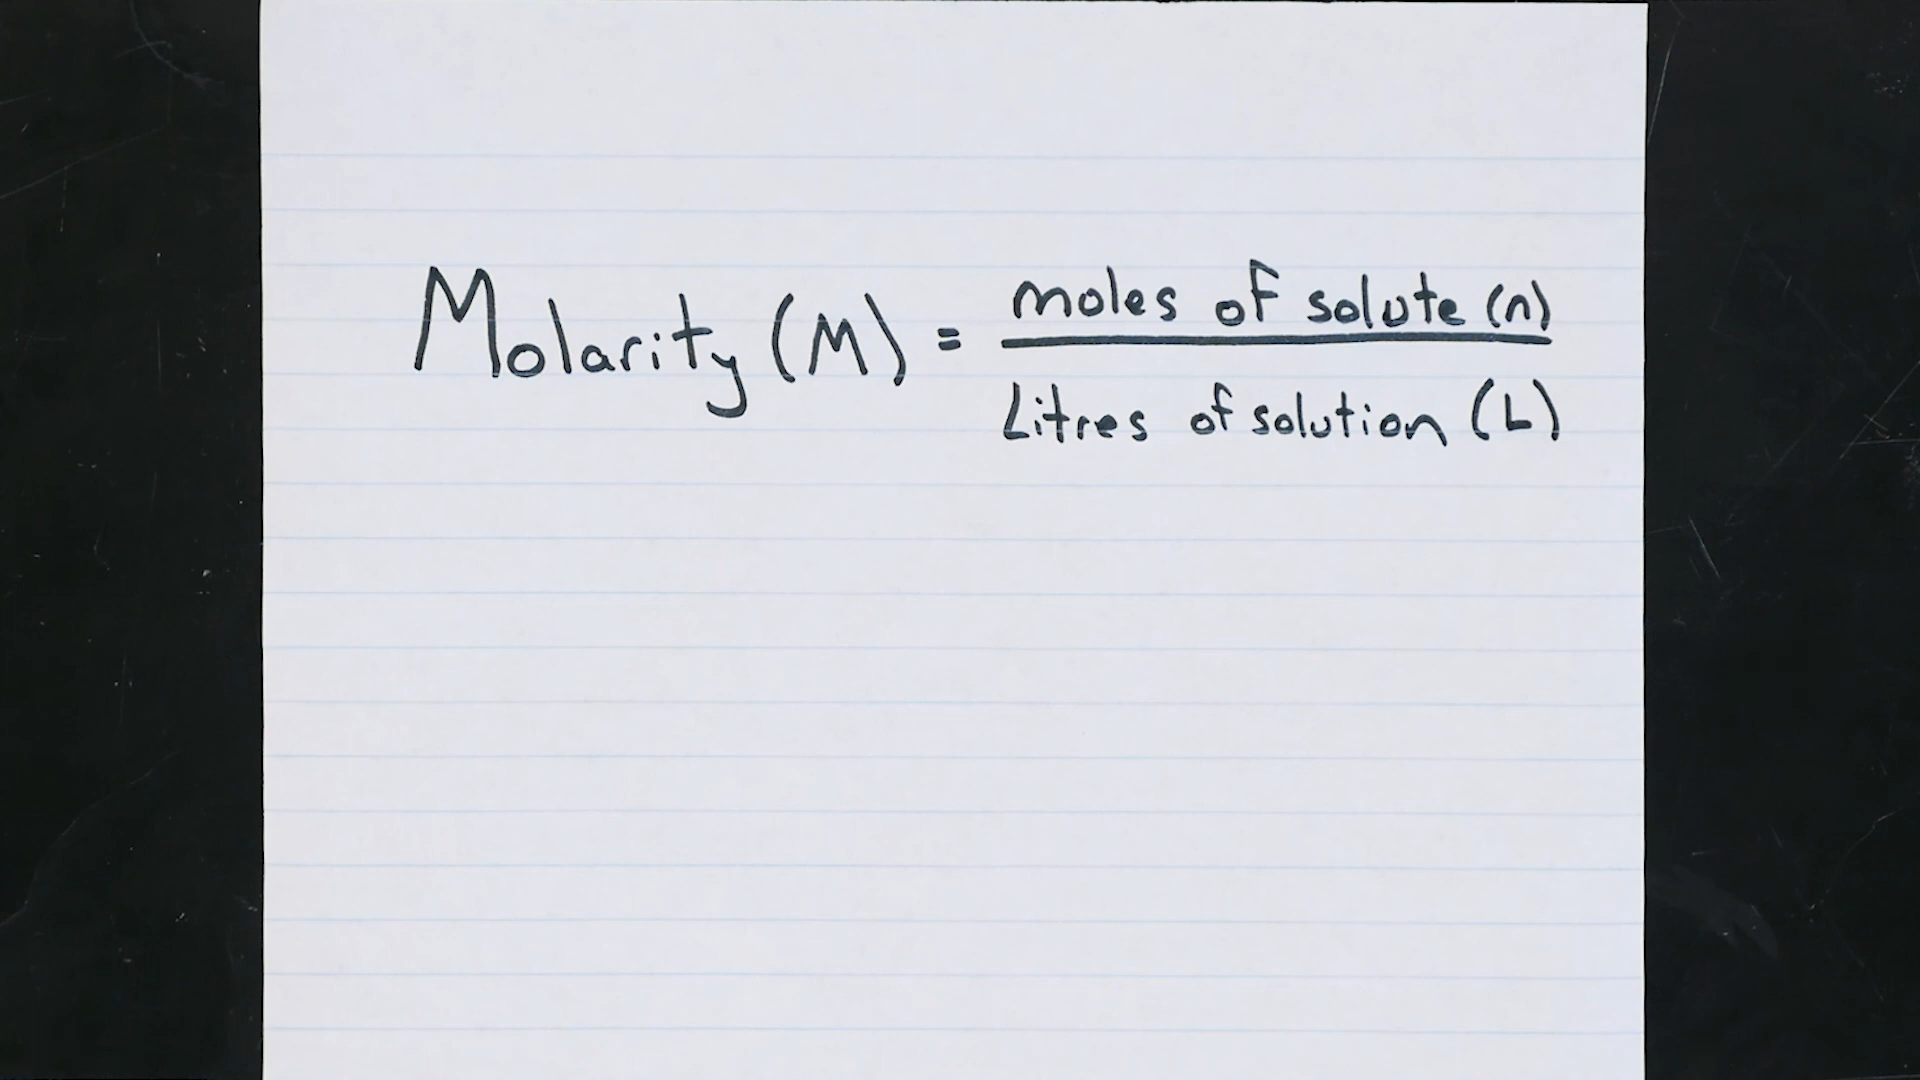 Molarity (M) = moles of solute (n)
Litres of solution (L)